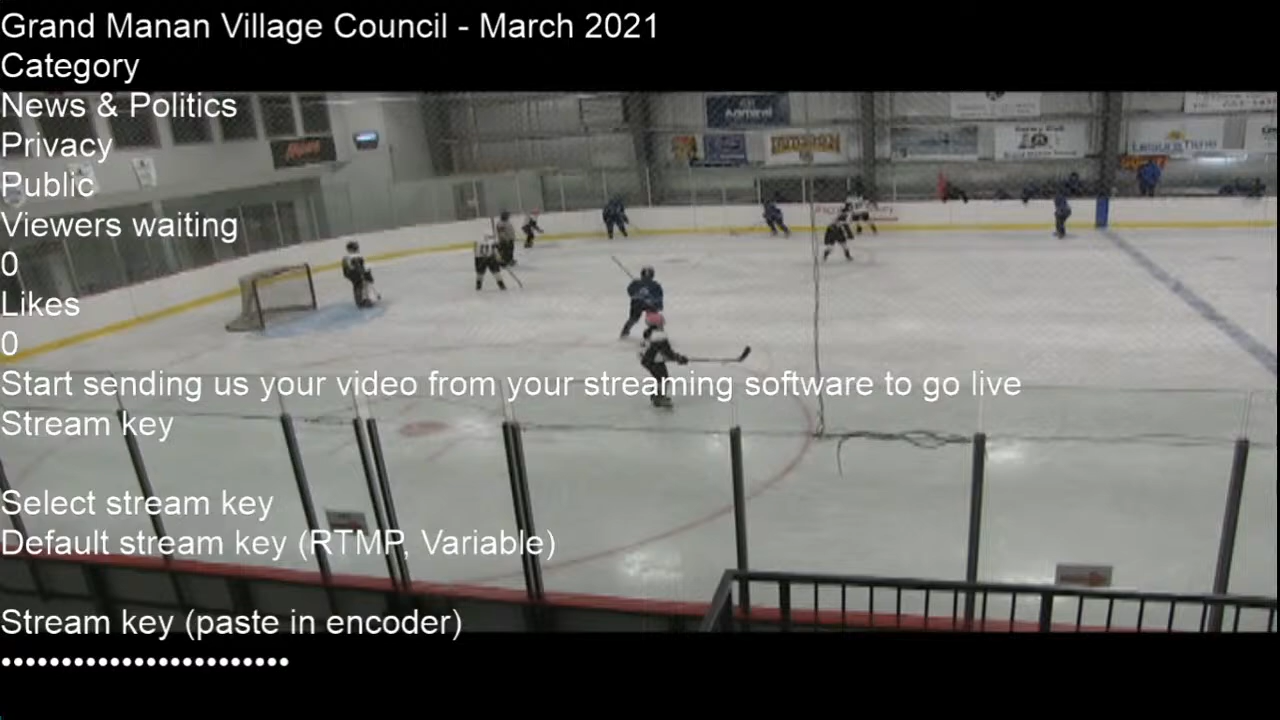 Grand Manan Village Council - March 2021
Category
News & Politics
Privacy
Public
Viewers waiting
0
Likes
0
Start sending us your video from your streaming software to go live
Stream key
Select stream key
Default stream key (RTMP, Variable)
Stream key (paste in encoder)
••••••••••••••••••••••••
Admiral